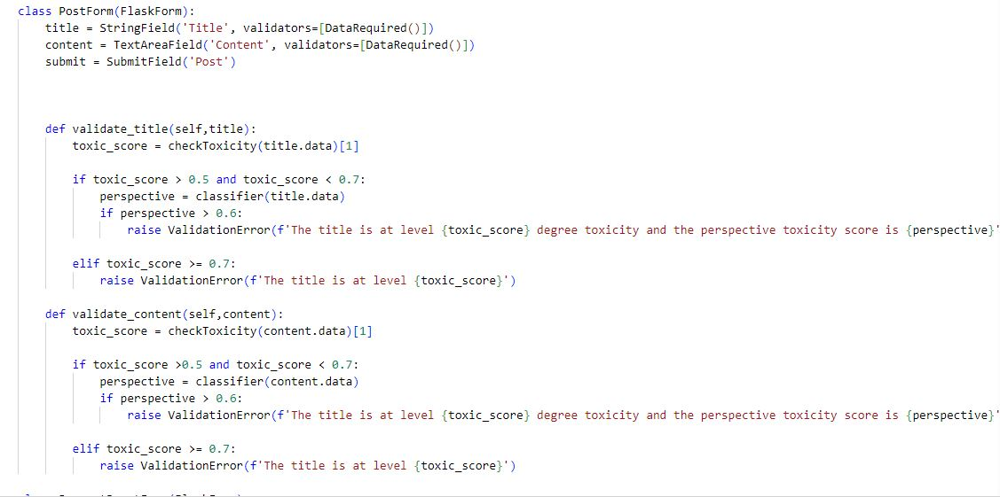 class PostForm(FlaskForm):
    title = StringField('Title', validators=[DataRequired()])
    content = TextAreaField('Content', validators=[DataRequired()])
    submit = SubmitField('Post')
    def validate_title(self,title):
        toxic_score = checkToxicity(title.data)[1]
        if toxic_score > 0.5 and toxic_score < 0.7:
            perspective = classifier(title.data)
            if perspective > 0.6:
                raise ValidationError(f'The title is at level {toxic_score} degree toxicity and the perspective toxicity score is {perspective}'
        elif toxic_score >= 0.7:
            raise ValidationError(f'The title is at level {toxic_score}')
    def validate_content(self,content):
        toxic_score = checkToxicity(content.data)[1]
        if toxic_score >0.5 and toxic_score < 0.7:
            perspective = classifier(content.data)
            if perspective > 0.6:
                raise ValidationError(f'The title is at level {toxic_score} degree toxicity and the perspective toxicity score is {perspective}'
        elif toxic_score >= 0.7:
            raise ValidationError(f'The title is at level {toxic_score}')